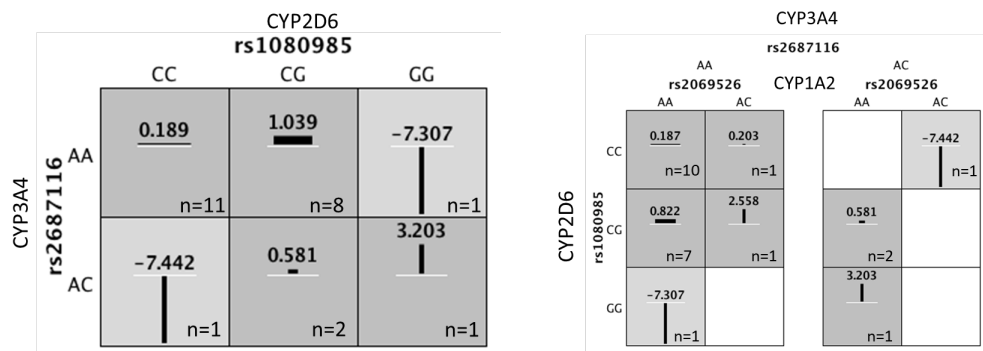 CYP2D6
rs1080985
CC CG GG
CYP3A4
rs2687116
AA
0.189 1.039 −7.307
n=11 n=8 n=1
AC
−7.442 0.581 3.203
n=1 n=2 n=1
CYP3A4
rs2687116
AA AC
rs2069526 CYP1A2 rs2069526
AA AC AA AC
CYP2D6
rs1080985
CC
0.187 0.203 −7.442
n=10 n=1 n=1
CG
0.822 2.558 0.581
n=7 n=1 n=2
GG
−7.307 3.203
n=1 n=1